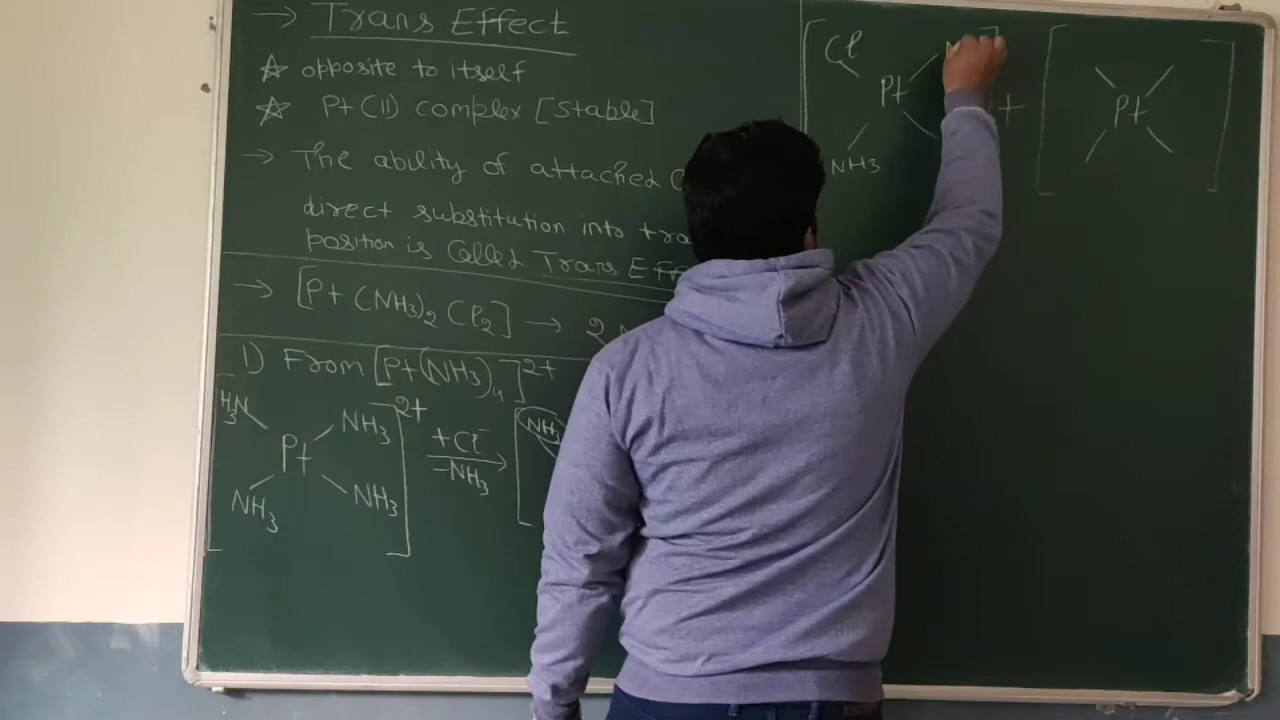 → Trans Effect
☆ opposite to itself
☆ Pt(II) complex [stable]
→ The ability of attached
direct substitution into
position is Called Trans
→ [Pt (NH3)2 Cl2] → 2
1) From [Pt(NH3)4]2+
H3N
NH3
2+
Pt
NH3
NH3
+Cl-
-NH3
NH3
Cl
Pt
NH3
+
Pt